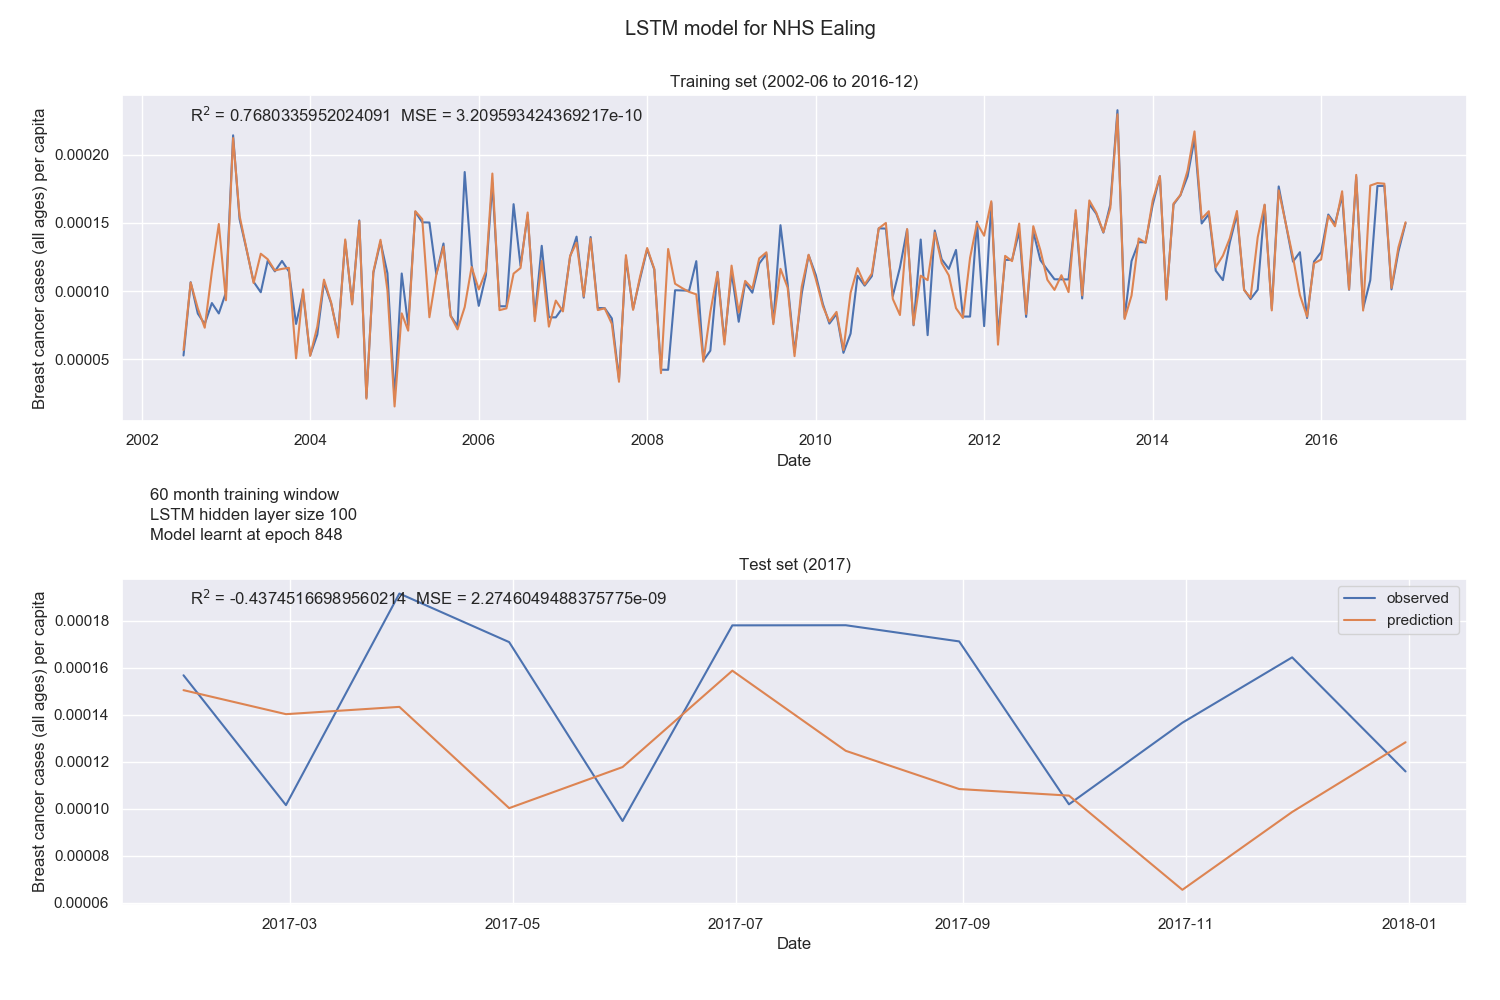 LSTM model for NHS Ealing
Training set (2002-06 to 2016-12)
R² = 0.7680335952024091 MSE = 3.209593424369217e-10
Breast cancer cases (all ages) per capita
0.00020
0.00015
0.00010
0.00005
2002 2004 2006 2008 2010 2012 2014 2016
Date
60 month training window
LSTM hidden layer size 100
Model learnt at epoch 848
Test set (2017)
R² = -0.43745166989560214 MSE = 2.2746049488375775e-09
observed
prediction
Breast cancer cases (all ages) per capita
0.00018
0.00016
0.00014
0.00012
0.00010
0.00008
0.00006
2017-03 2017-05 2017-07 2017-09 2017-11 2018-01
Date